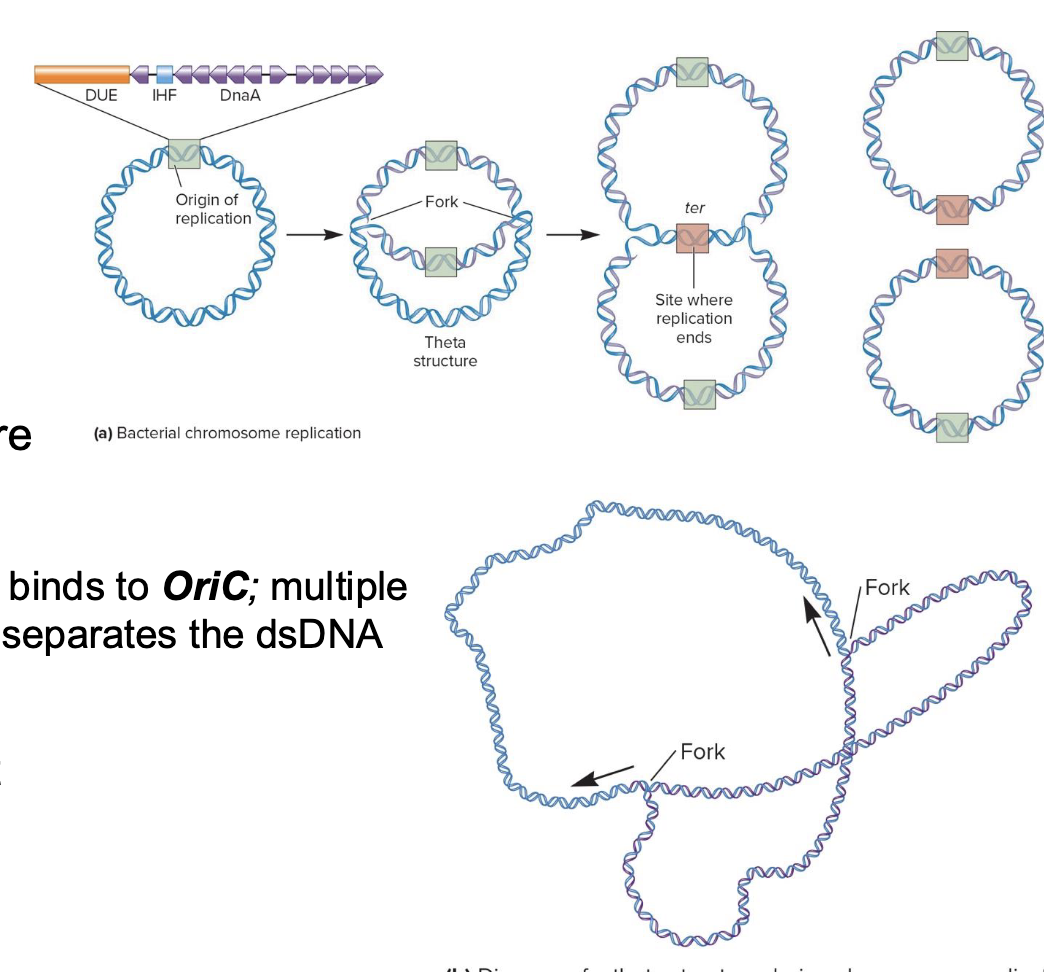 DUE IHF DnaA
Origin of
replication
Fork
Theta
structure
ter
Site where
replication
ends
re
(a) Bacterial chromosome replication
binds to OriC; multiple
separates the dsDNA
Fork
Fork